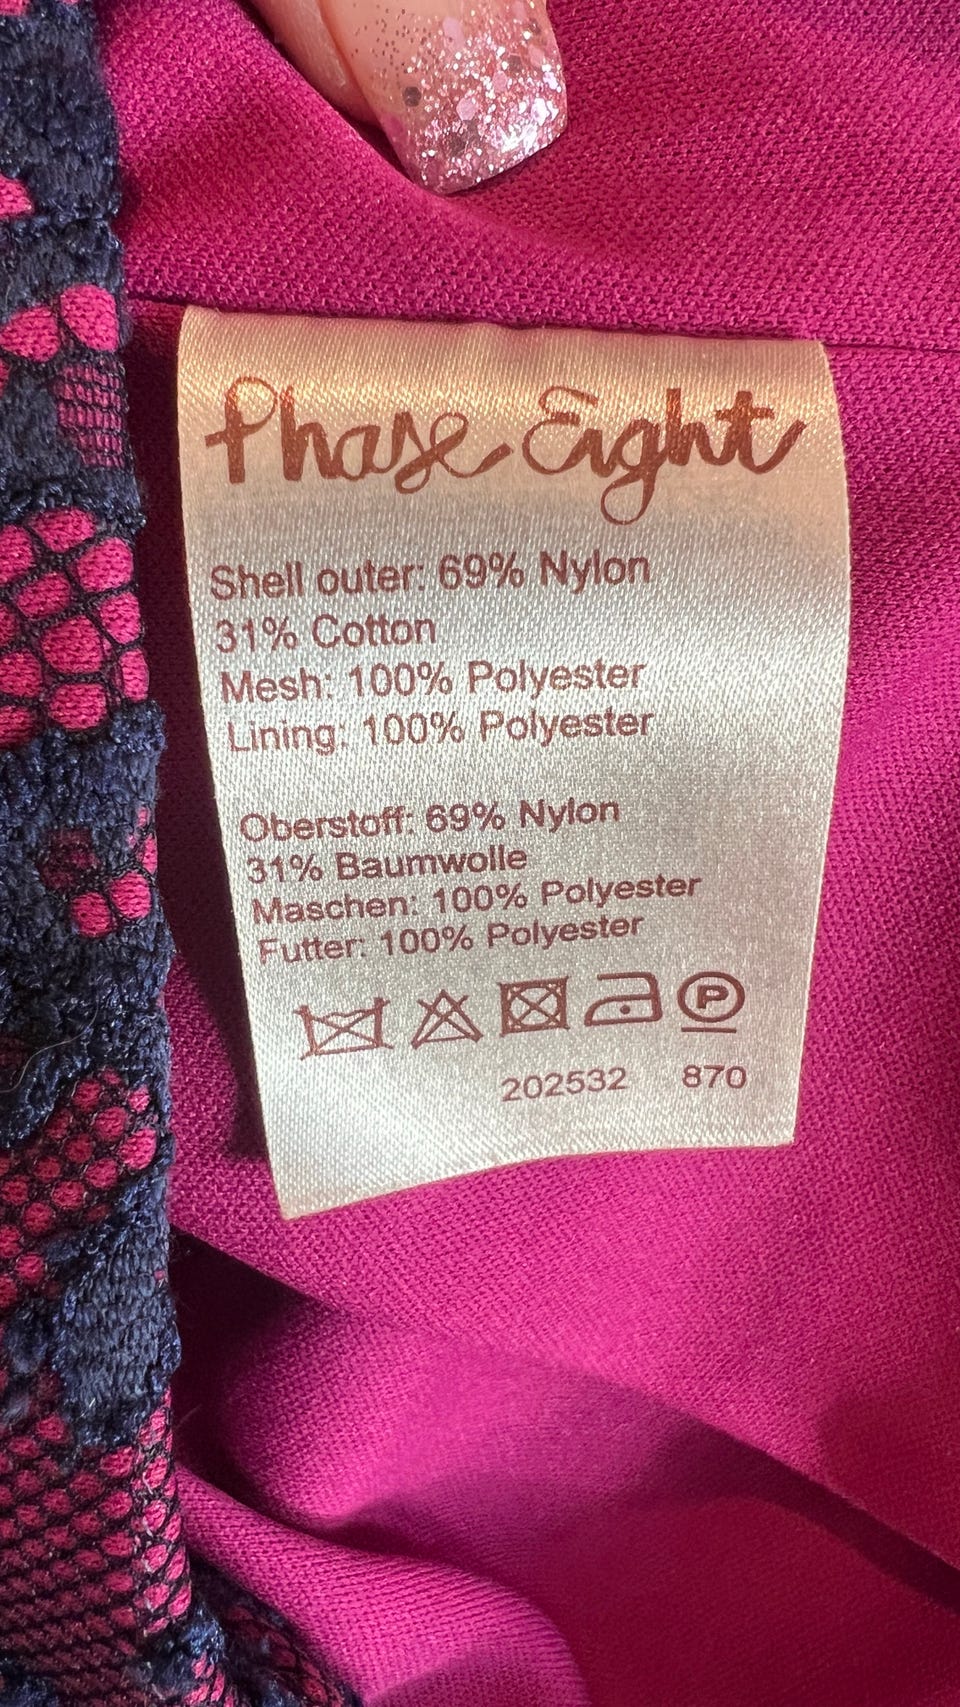 Phase Eight
Shell outer: 69% Nylon
31% Cotton
Mesh: 100% Polyester
Lining: 100% Polyester
Oberstoff: 69% Nylon
31% Baumwolle
Maschen: 100% Polyester
Futter: 100% Polyester
P
202532 870